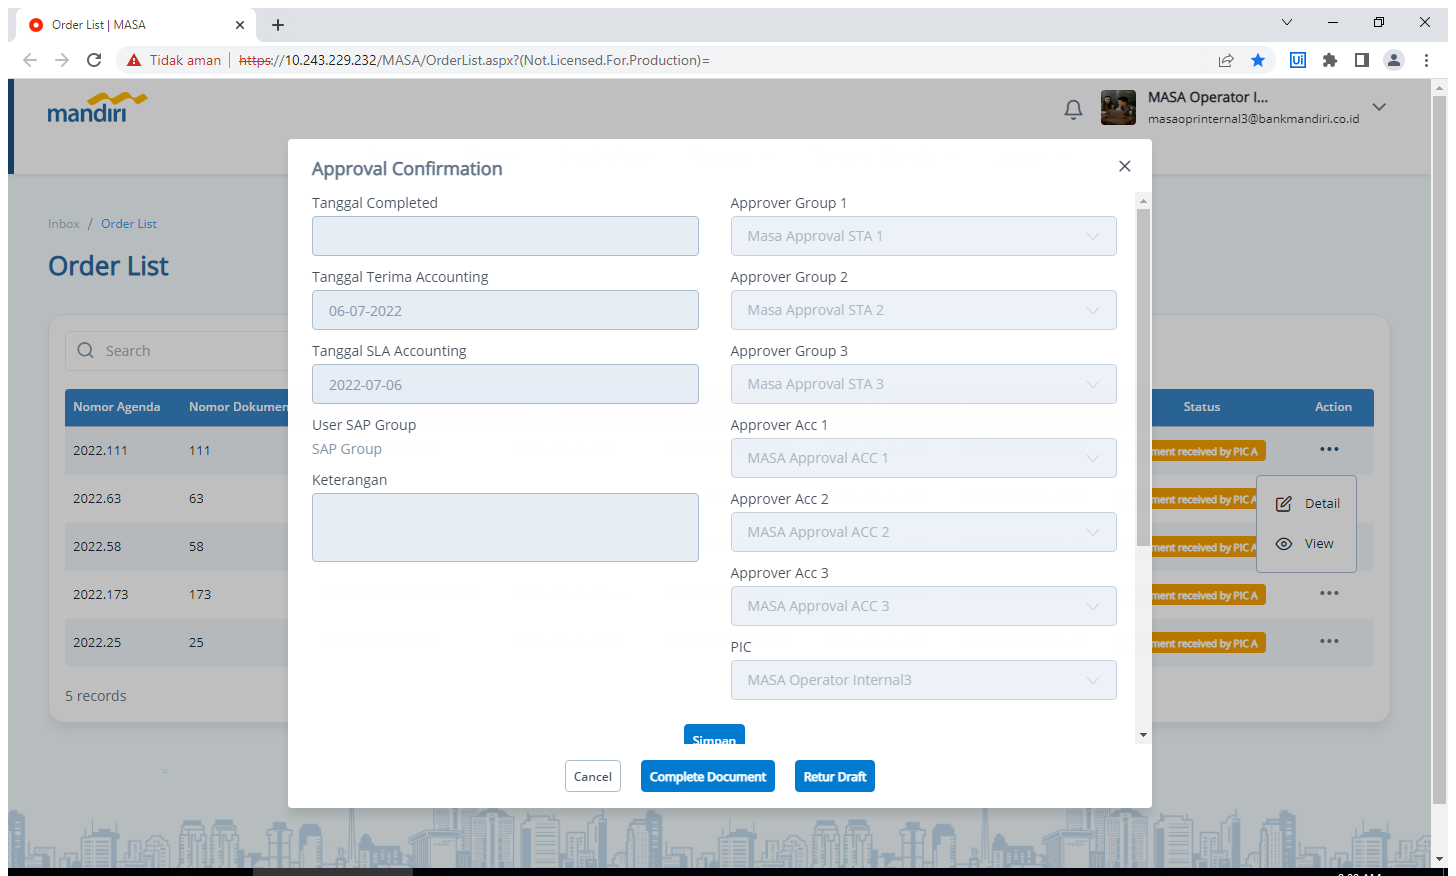 Order List | MASA
Tidak aman
https://10.243.229.232/MASA/OrderList.aspx?(Not.Licensed.For.Production)=
Ui
mandiri
MASA Operator I...
masaoprinternal3@bankmandiri.co.id
Inbox / Order List
Order List
Search
Nomor Agenda
Nomor Dokumen
Status
Action
2022.111
111
ment received by PIC A
2022.63
63
ment received by PIC A
2022.58
58
ment received by PIC A
2022.173
173
ment received by PIC A
2022.25
25
ment received by PIC A
5 records
Detail
View
Approval Confirmation
Tanggal Completed
Tanggal Terima Accounting
06-07-2022
Tanggal SLA Accounting
2022-07-06
User SAP Group
SAP Group
Keterangan
Approver Group 1
Masa Approval STA 1
Approver Group 2
Masa Approval STA 2
Approver Group 3
Masa Approval STA 3
Approver Acc 1
MASA Approval ACC 1
Approver Acc 2
MASA Approval ACC 2
Approver Acc 3
MASA Approval ACC 3
PIC
MASA Operator Internal3
Simpan
Cancel
Complete Document
Retur Draft